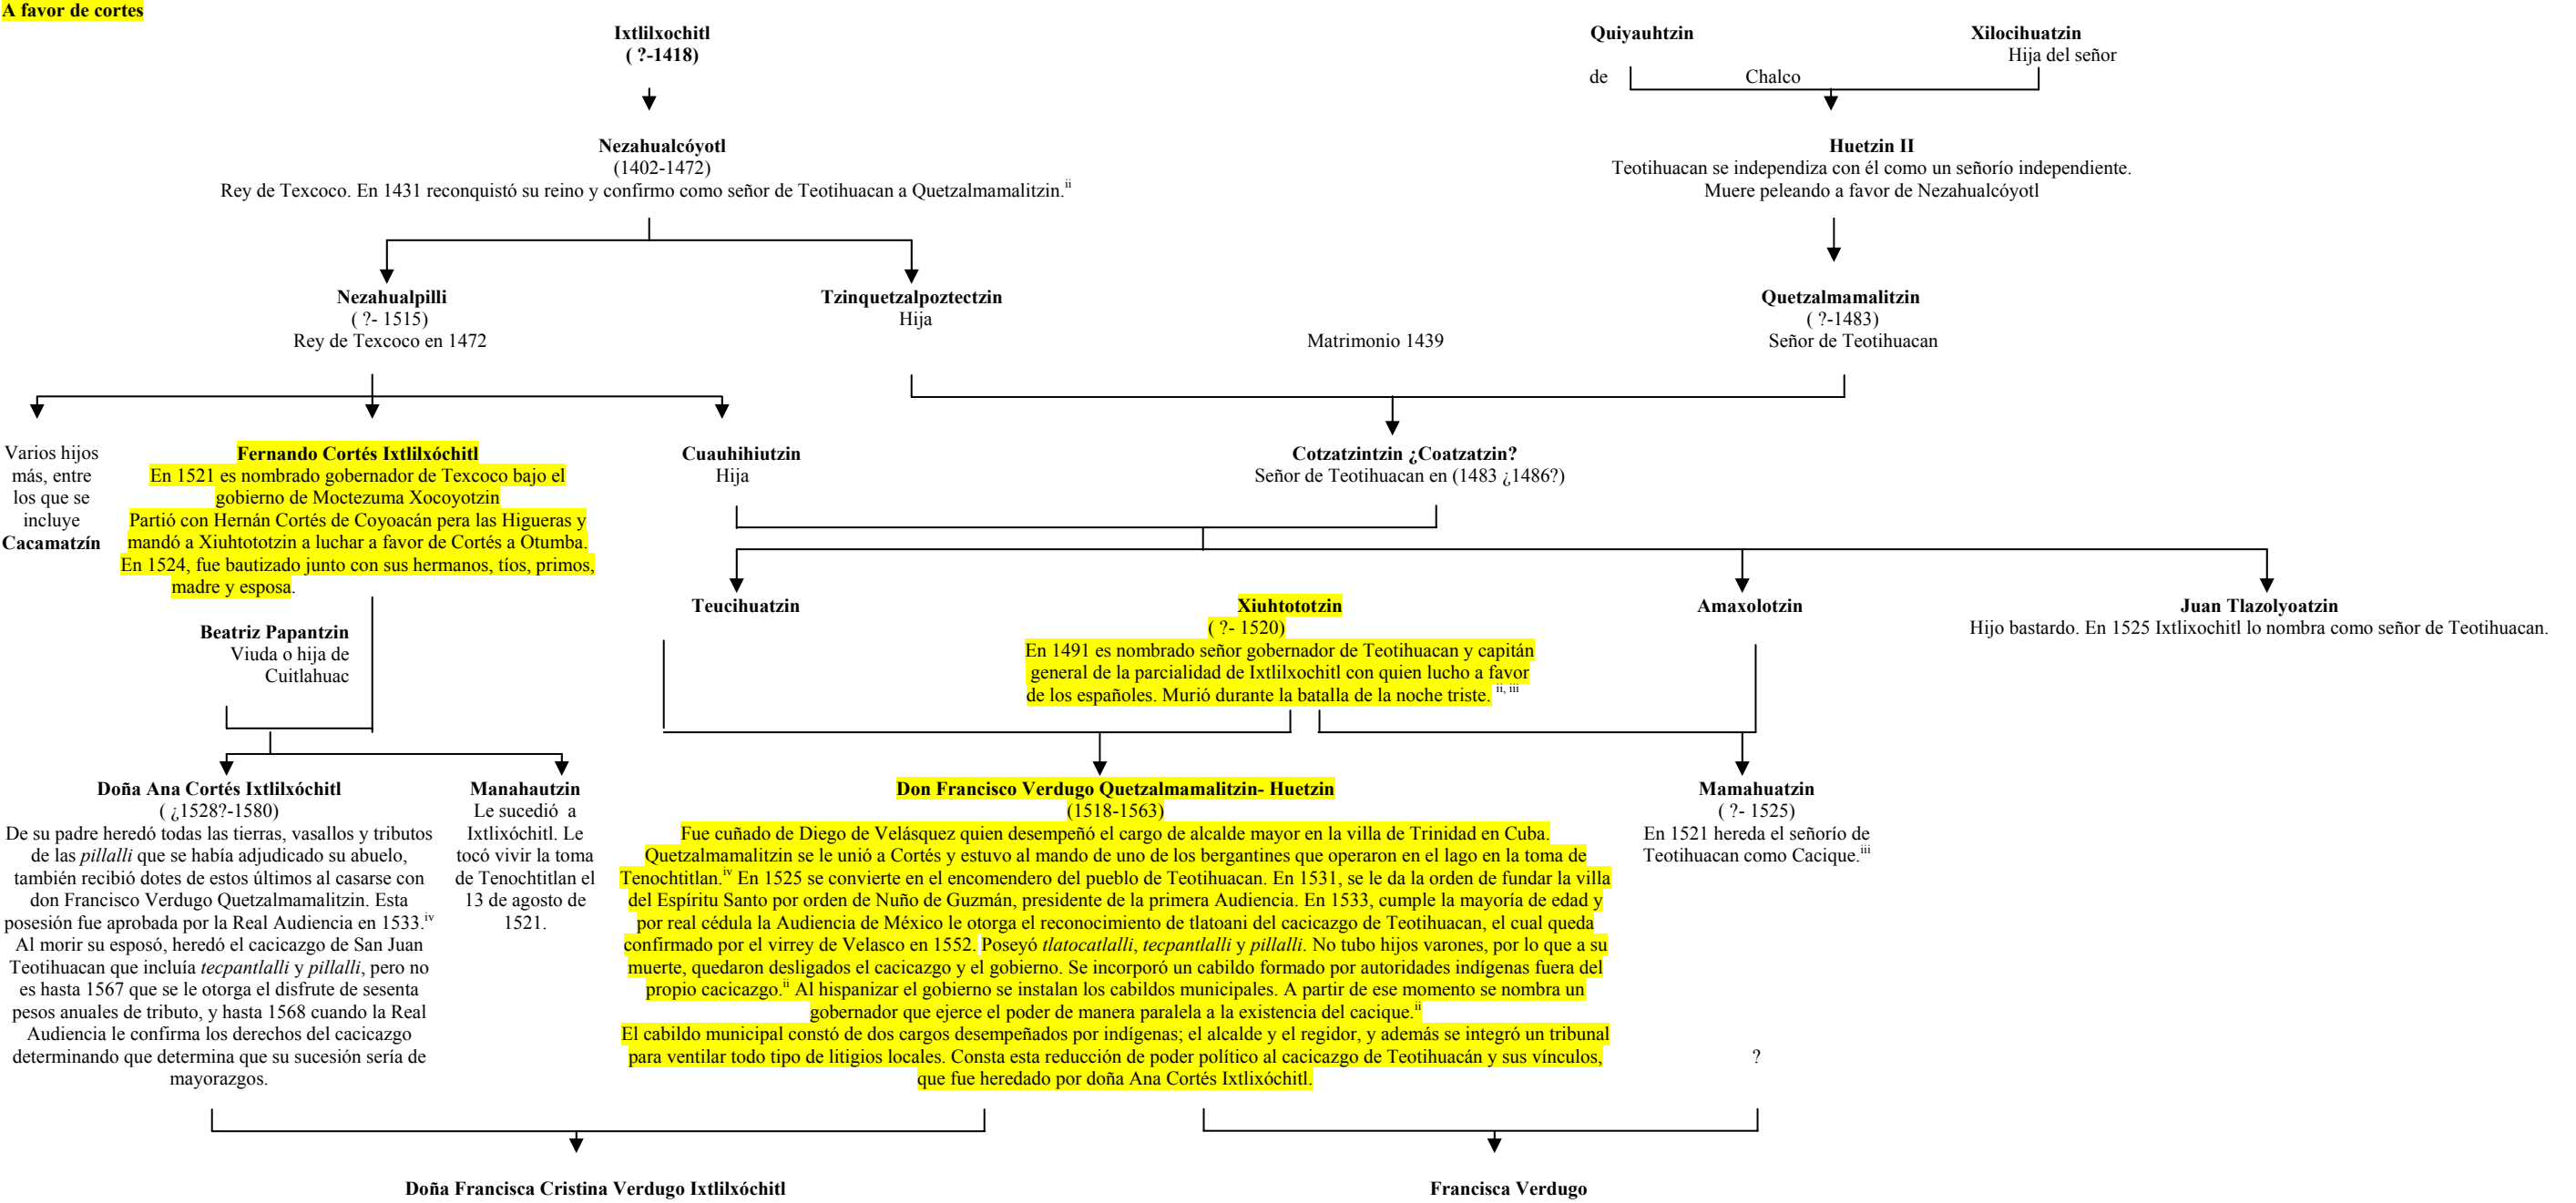 A favor de cortes
Ixtlilxochitl
( ?-1418)
Quiyauhtzin
Xilocihuatzin
Hija del señor
de
Chalco
Nezahualcóyotl
(1402-1472)
Rey de Texcoco. En 1431 reconquistó su reino y confirmo como señor de Teotihuacan a Quetzalmamalitzin.ii
Huetzin II
Teotihuacan se independiza con él como un señorío independiente.
Muere peleando a favor de Nezahualcóyotl
Nezahualpilli
( ?- 1515)
Rey de Texcoco en 1472
Tzinquetzalpoztectzin
Hija
Matrimonio 1439
Quetzalmamalitzin
( ?-1483)
Señor de Teotihuacan
Varios hijos
más, entre
los que se
incluye
Cacamatzín
Fernando Cortés Ixtlilxóchitl
En 1521 es nombrado gobernador de Texcoco bajo el
gobierno de Moctezuma Xocoyotzin
Partió con Hernán Cortés de Coyoacán pera las Higueras y
mandó a Xiuhtototzin a luchar a favor de Cortés a Otumba.
En 1524, fue bautizado junto con sus hermanos, tíos, primos,
madre y esposa.
Cuauhihiutzin
Hija
Cotzatzintzin ¿Coatzatzin?
Señor de Teotihuacan en (1483 ¿1486?)
Beatriz Papantzin
Viuda o hija de
Cuitlahuac
Teucihuatzin
Xiuhtototzin
( ?- 1520)
En 1491 es nombrado señor gobernador de Teotihuacan y capitán
general de la parcialidad de Ixtlilxochitl con quien lucho a favor
de los españoles. Murió durante la batalla de la noche triste. ii, iii
Amaxolotzin
Juan Tlazolyoatzin
Hijo bastardo. En 1525 Ixtlixochitl lo nombra como señor de Teotihuacan.
Doña Ana Cortés Ixtlilxóchitl
( ¿1528?-1580)
De su padre heredó todas las tierras, vasallos y tributos
de las pillalli que se había adjudicado su abuelo,
también recibió dotes de estos últimos al casarse con
don Francisco Verdugo Quetzalmamalitzin. Esta
posesión fue aprobada por la Real Audiencia en 1533.iv
Al morir su esposó, heredó el cacicazgo de San Juan
Teotihuacan que incluía tecpantlalli y pillalli, pero no
es hasta 1567 que se le otorga el disfrute de sesenta
pesos anuales de tributo, y hasta 1568 cuando la Real
Audiencia le confirma los derechos del cacicazgo
determinando que determina que su sucesión sería de
mayorazgos.
Manahautzin
Le sucedió a
Ixtlixóchitl. Le
tocó vivir la toma
de Tenochtitlan el
13 de agosto de
1521.
Don Francisco Verdugo Quetzalmamalitzin- Huetzin
(1518-1563)
Fue cuñado de Diego de Velásquez quien desempeñó el cargo de alcalde mayor en la villa de Trinidad en Cuba.
Quetzalmamalitzin se le unió a Cortés y estuvo al mando de uno de los bergantines que operaron en el lago en la toma de
Tenochtitlan.iv En 1525 se convierte en el encomendero del pueblo de Teotihuacan. En 1531, se le da la orden de fundar la villa
del Espíritu Santo por orden de Nuño de Guzmán, presidente de la primera Audiencia. En 1533, cumple la mayoría de edad y
por real cédula la Audiencia de México le otorga el reconocimiento de tlatoani del cacicazgo de Teotihuacan, el cual queda
confirmado por el virrey de Velasco en 1552. Poseyó tlatocatlalli, tecpantlalli y pillalli. No tubo hijos varones, por lo que a su
muerte, quedaron desligados el cacicazgo y el gobierno. Se incorporó un cabildo formado por autoridades indígenas fuera del
propio cacicazgo.ii Al hispanizar el gobierno se instalan los cabildos municipales. A partir de ese momento se nombra un
gobernador que ejerce el poder de manera paralela a la existencia del cacique.ii
El cabildo municipal constó de dos cargos desempeñados por indígenas; el alcalde y el regidor, y además se integró un tribunal
para ventilar todo tipo de litigios locales. Consta esta reducción de poder político al cacicazgo de Teotihuacán y sus vínculos,
que fue heredado por doña Ana Cortés Ixtlixóchitl.
Mamahuatzin
( ?- 1525)
En 1521 hereda el señorío de
Teotihuacan como Cacique.iii
?
Doña Francisca Cristina Verdugo Ixtlilxóchitl
Francisca Verdugo